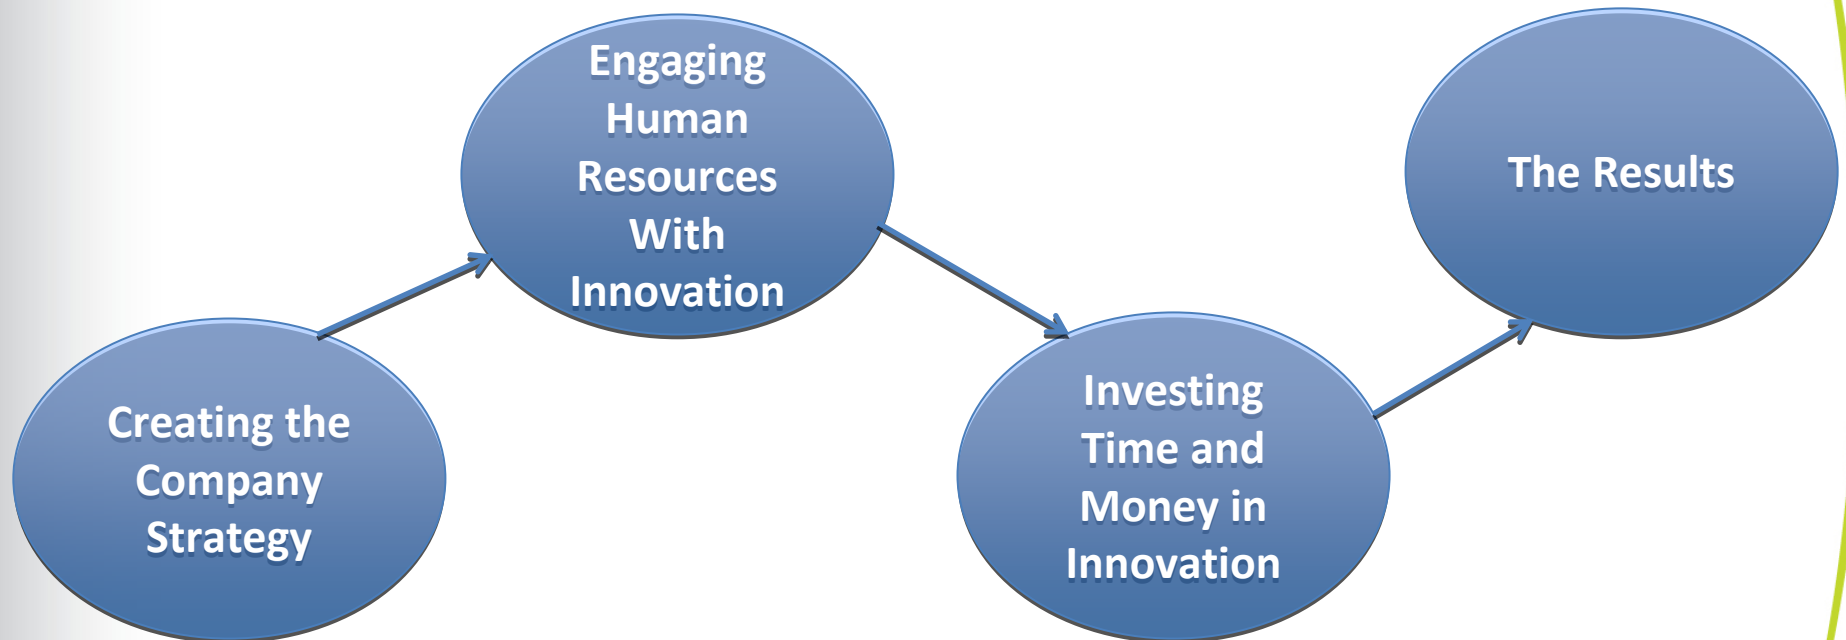 Creating the
Company
Strategy
Engaging
Human
Resources
With
Innovation
Investing
Time and
Money in
Innovation
The Results